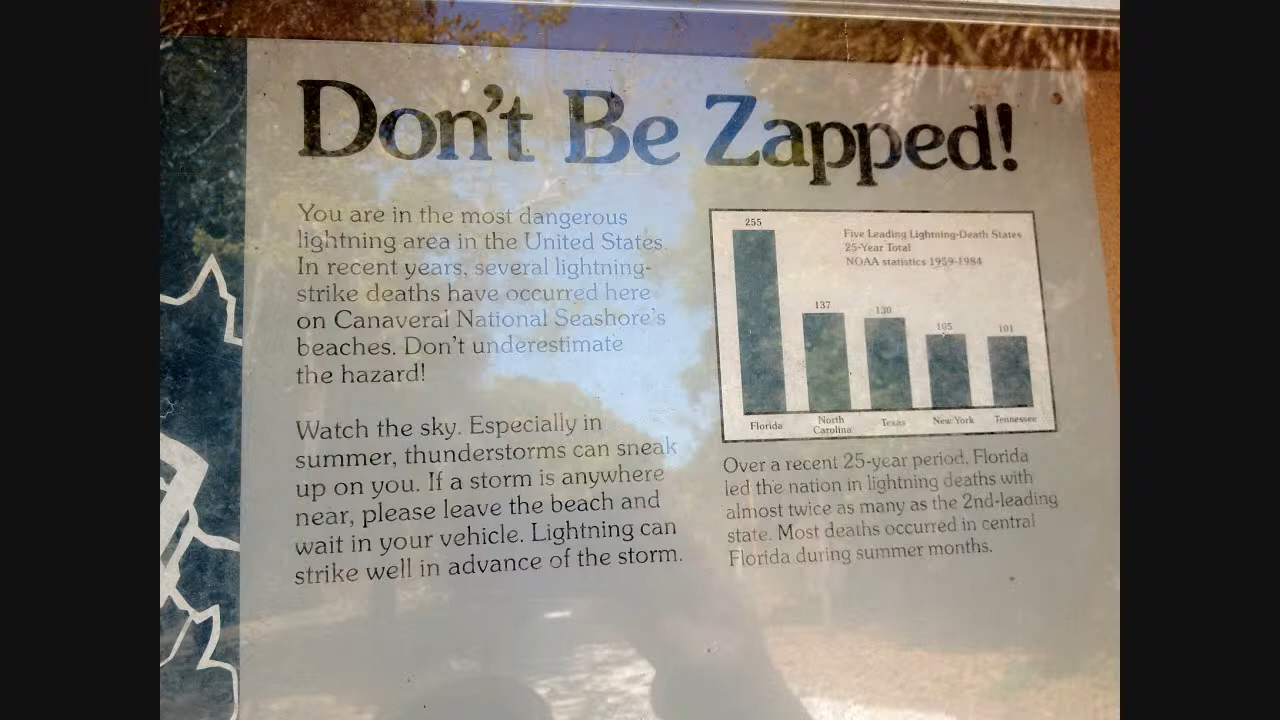 Don't Be Zapped!
You are in the most dangerous
lightning area in the United States.
In recent years, several lightning-
strike deaths have occurred here
on Canaveral National Seashore's
beaches. Don't underestimate
the hazard!
Watch the sky. Especially in
summer, thunderstorms can sneak
up on you. If a storm is anywhere
near, please leave the beach and
wait in your vehicle. Lightning can
strike well in advance of the storm.
Five Leading Lightning-Death States
25-Year Total
NOAA statistics 1959-1984
255
137
130
105
101
Florida
North
Carolina
Texas
New York
Tennessee
Over a recent 25-year period, Florida
led the nation in lightning deaths with
almost twice as many as the 2nd-leading
state. Most deaths occurred in central
Florida during summer months.